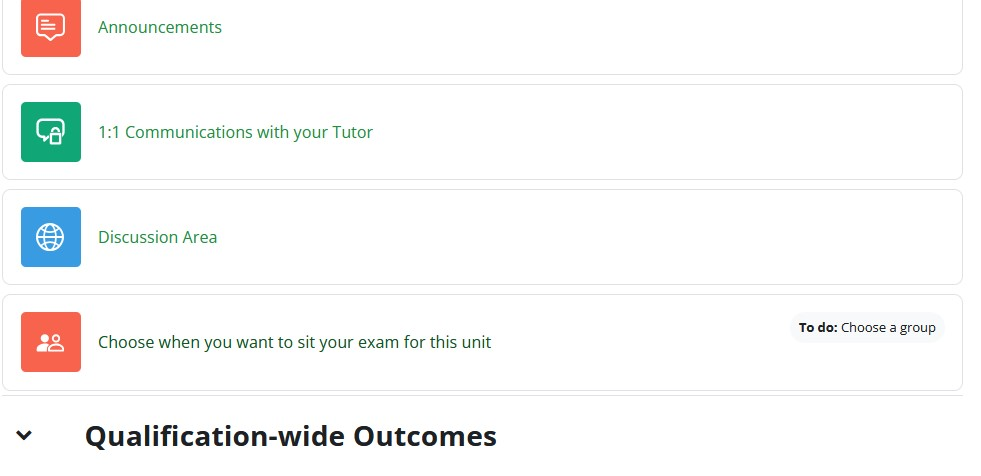 Announcements
1:1 Communications with your Tutor
Discussion Area
Choose when you want to sit your exam for this unit
To do: Choose a group
Qualification-wide Outcomes